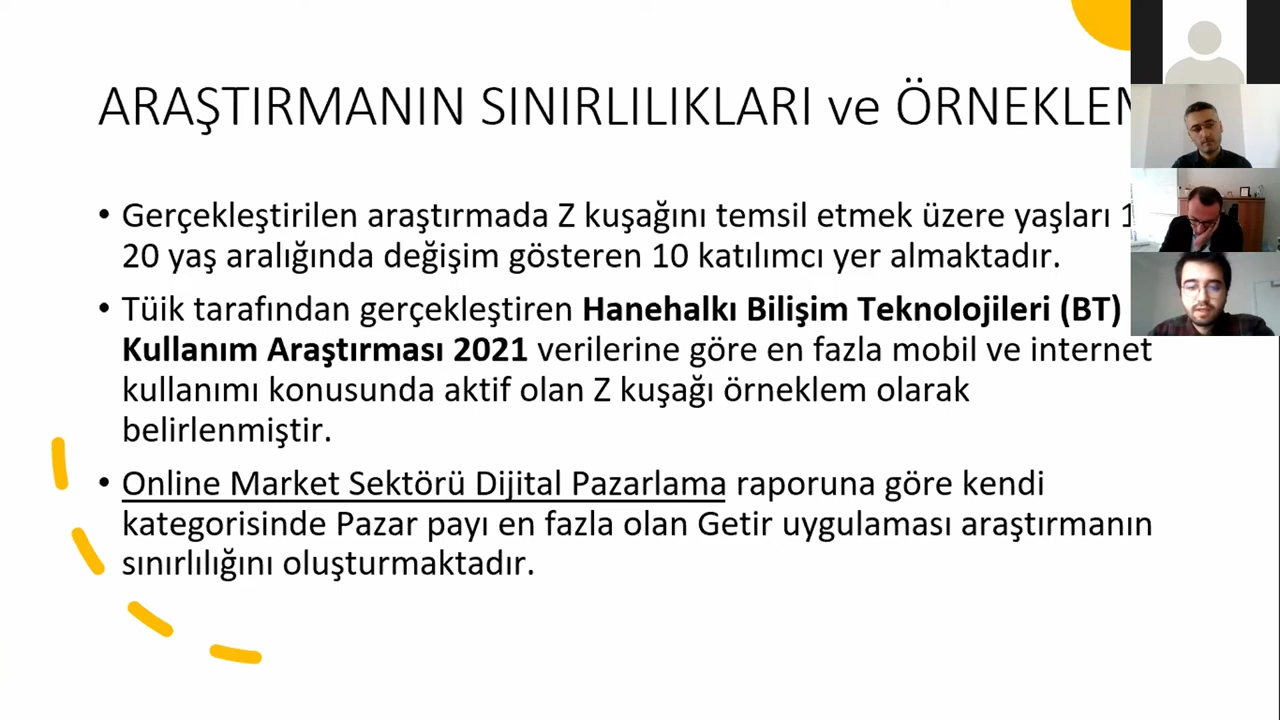 ARAŞTIRMANIN SINIRLILIKLARI ve ÖRNEKLEM
• Gerçekleştirilen araştırmada Z kuşağını temsil etmek üzere yaşları
20 yaş aralığında değişim gösteren 10 katılımcı yer almaktadır.
• Tüik tarafından gerçekleştiren Hanehalkı Bilişim Teknolojileri (BT)
Kullanım Araştırması 2021 verilerine göre en fazla mobil ve internet
kullanımı konusunda aktif olan Z kuşağı örneklem olarak
belirlenmiştir.
• Online Market Sektörü Dijital Pazarlama raporuna göre kendi
kategorisinde Pazar payı en fazla olan Getir uygulaması araştırmanın
sınırlılığını oluşturmaktadır.